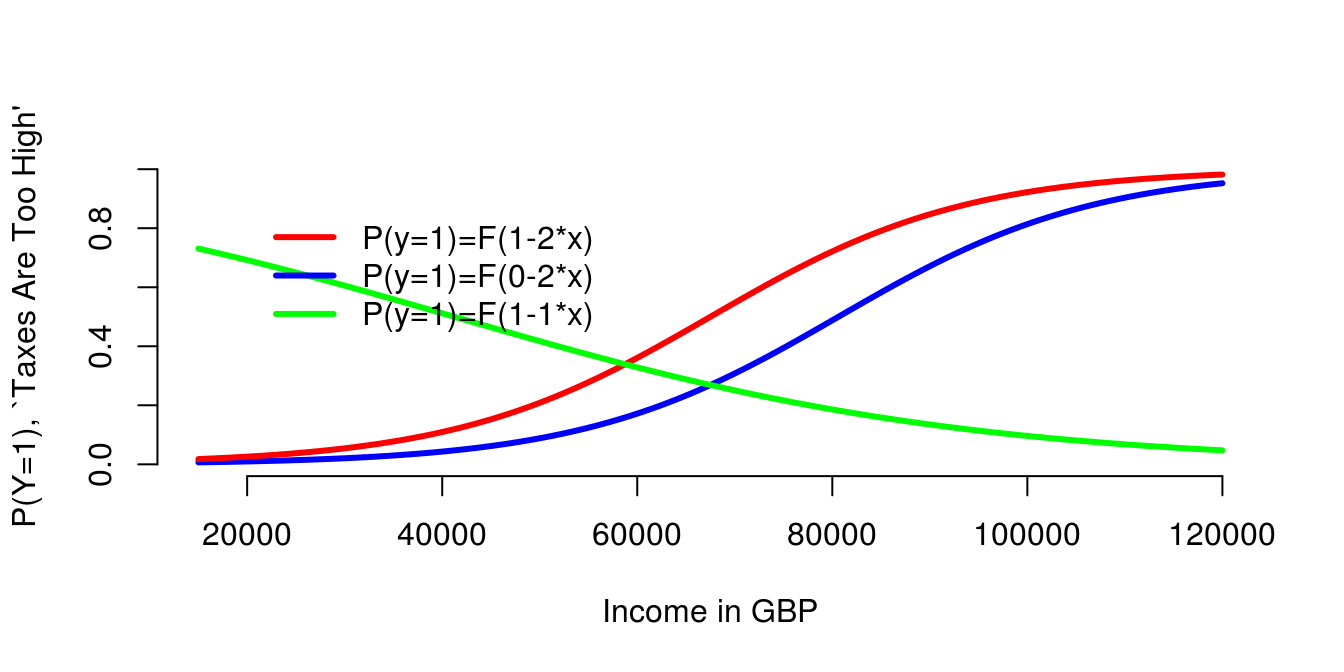 P(Y=1), `Taxes Are Too High'
0.8
0.4
0.0
P(y=1)=F(1-2*x)
P(y=1)=F(0-2*x)
P(y=1)=F(1-1*x)
20000 40000 60000 80000 100000 120000
Income in GBP